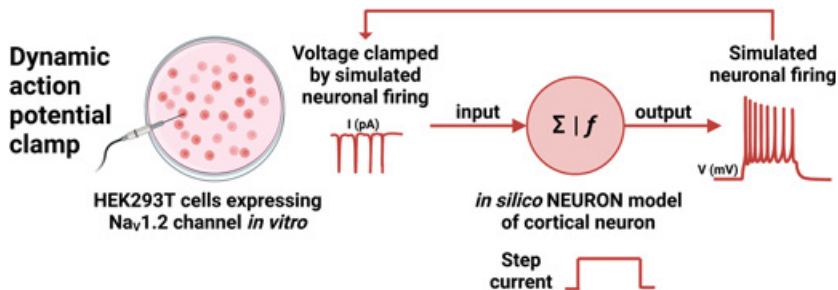 Dynamic
action
potential
clamp
HEK293T cells expressing
Naᵥ1.2 channel in vitro
Voltage clamped
by simulated
neuronal firing
I (pA)
input
Σ | f
output
in silico NEURON model
of cortical neuron
Step
current
Simulated
neuronal firing
V (mV)